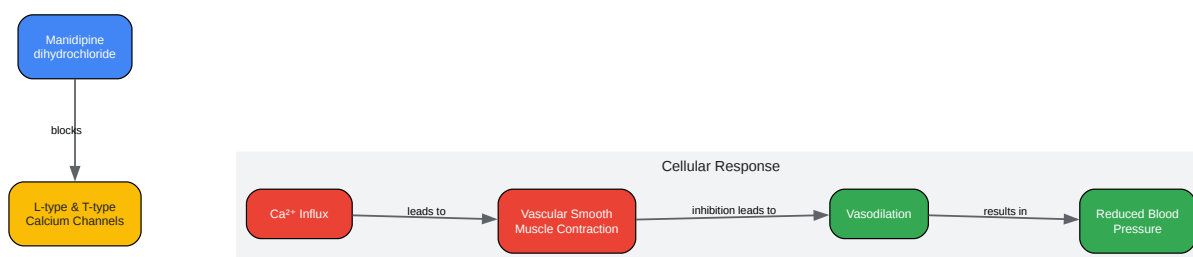 Manidipine
dihydrochloride
blocks
L-type & T-type
Calcium Channels
Cellular Response
Ca²⁺ Influx
leads to
Vascular Smooth
Muscle Contraction
inhibition leads to
Vasodilation
results in
Reduced Blood
Pressure